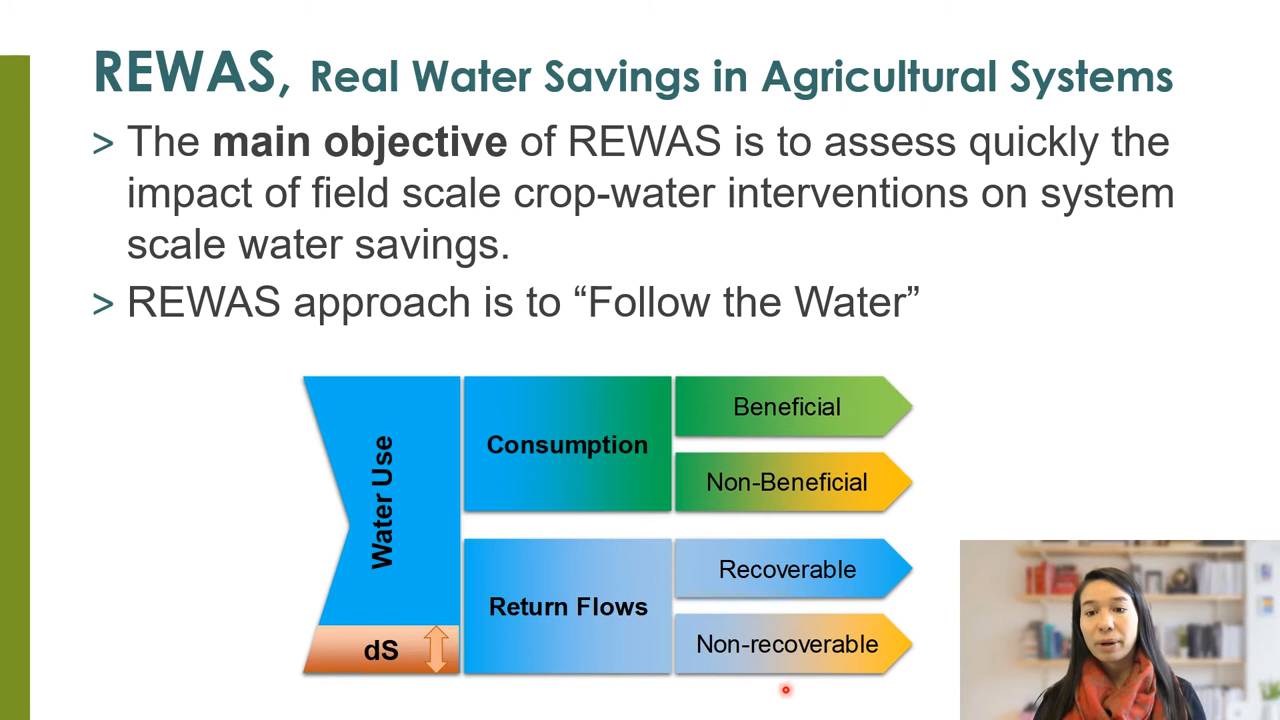 REWAS, Real Water Savings in Agricultural Systems
> The main objective of REWAS is to assess quickly the
impact of field scale crop-water interventions on system
scale water savings.
> REWAS approach is to “Follow the Water”
Water Use
dS
Consumption
Beneficial
Non-Beneficial
Return Flows
Recoverable
Non-recoverable